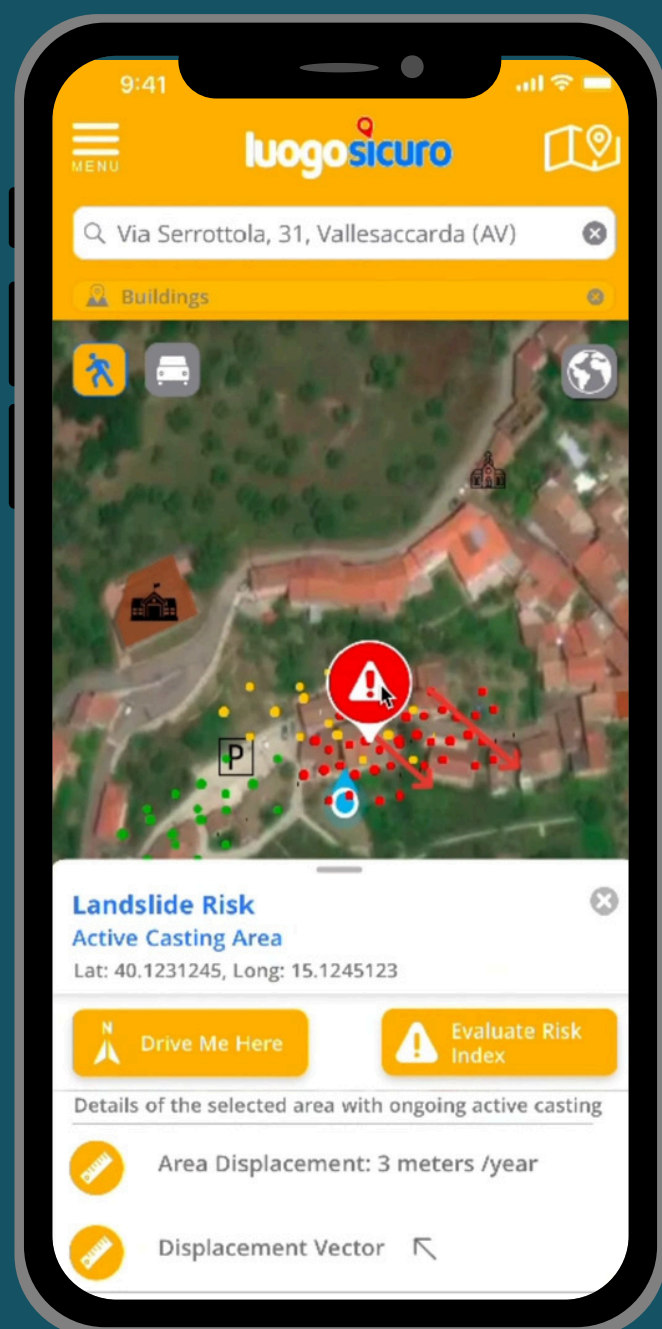 9:41
MENU
luogosicuro
Via Serrottola, 31, Vallesaccarda (AV)
Buildings
P
Landslide Risk
Active Casting Area
Lat: 40.1231245, Long: 15.1245123
N
Drive Me Here
Evaluate Risk
Index
Details of the selected area with ongoing active casting
Area Displacement: 3 meters /year
Displacement Vector